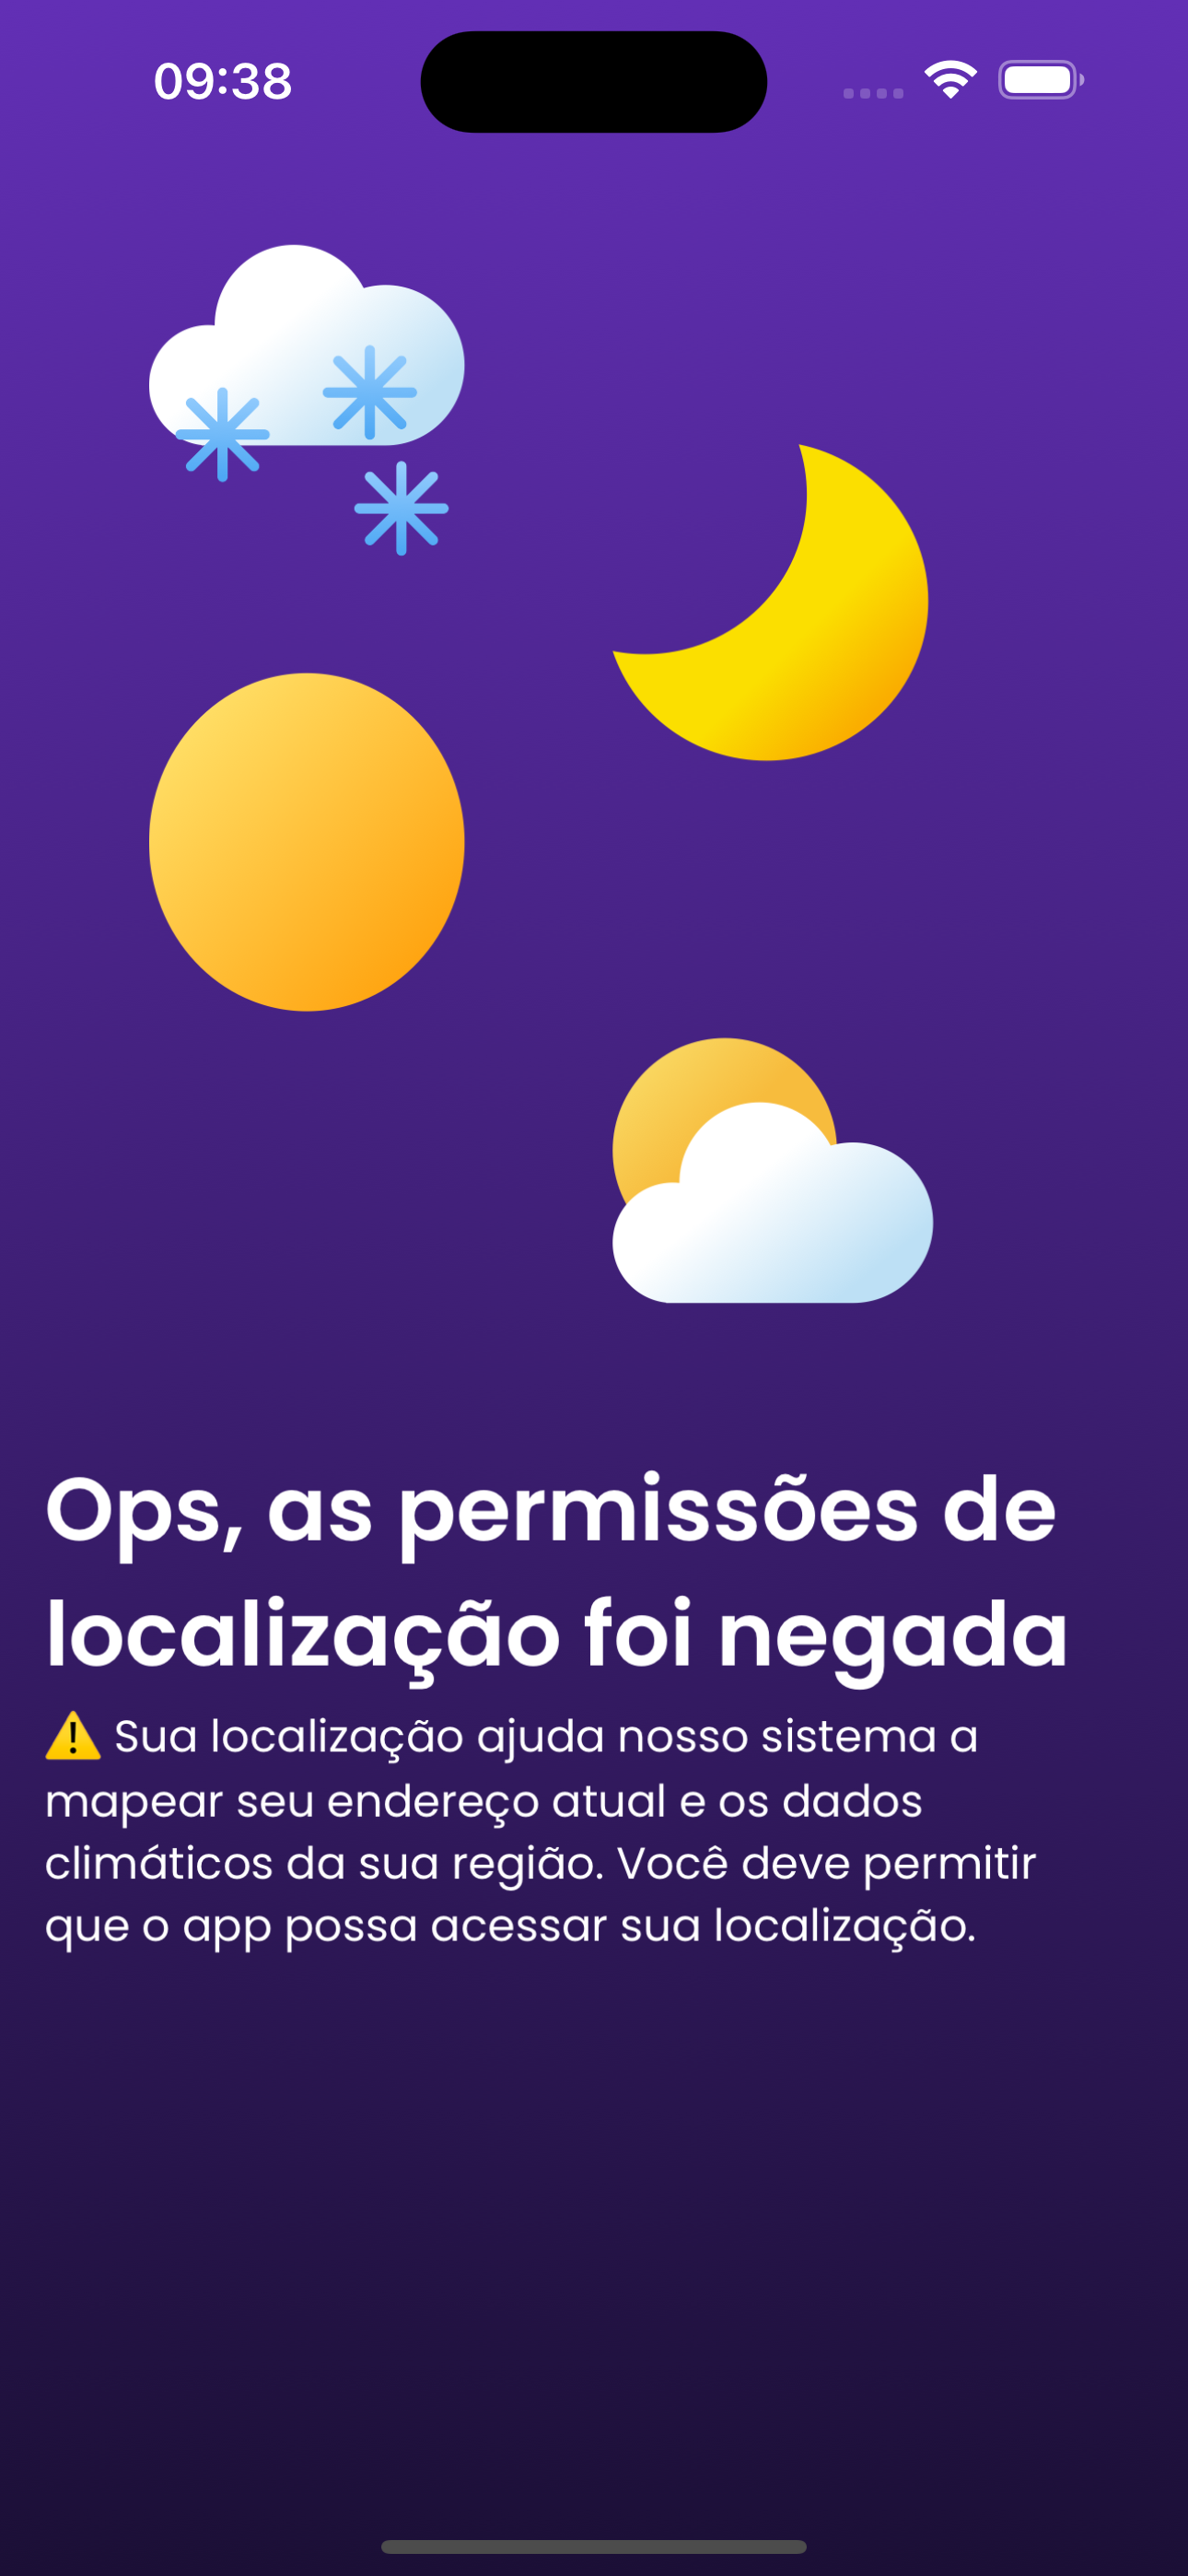 09:38
Ops, as permissões de
localização foi negada
⚠️ Sua localização ajuda nosso sistema a
mapear seu endereço atual e os dados
climáticos da sua região. Você deve permitir
que o app possa acessar sua localização.